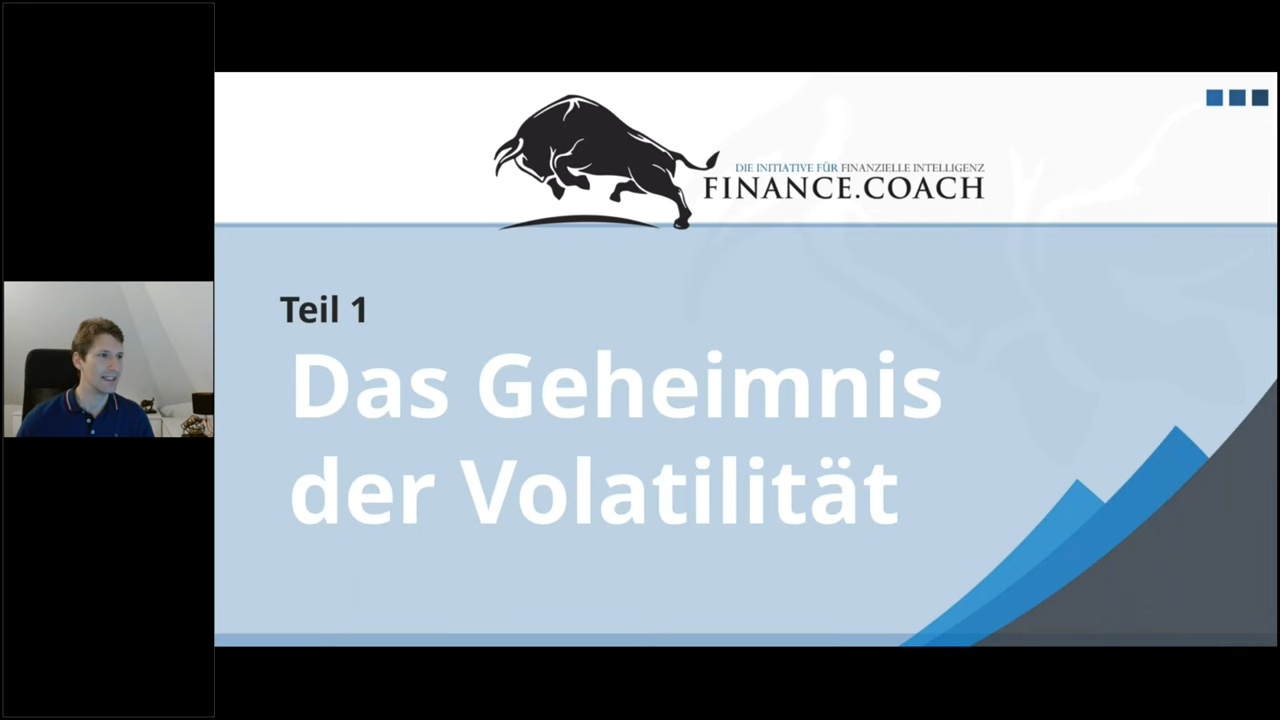 DIE INITIATIVE FÜR FINANZIELLE INTELLIGENZ
FINANCE.COACH
Teil 1
Das Geheimnis
der Volatilität